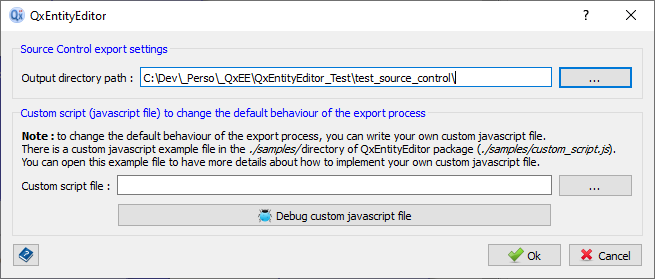 QxEntityEditor
Source Control export settings
Output directory path : C:\Dev\_Perso\_QxEE\QxEntityEditor_Test\test_source_control\ ...
Custom script (javascript file) to change the default behaviour of the export process
Note : to change the default behaviour of the export process, you can write your own custom javascript file.
There is a custom javascript example file in the ./samples/ directory of QxEntityEditor package (./samples/custom_script.js).
You can open this example file to have more details about how to implement your own custom javascript file.
Custom script file : ...
Debug custom javascript file
? Ok Cancel